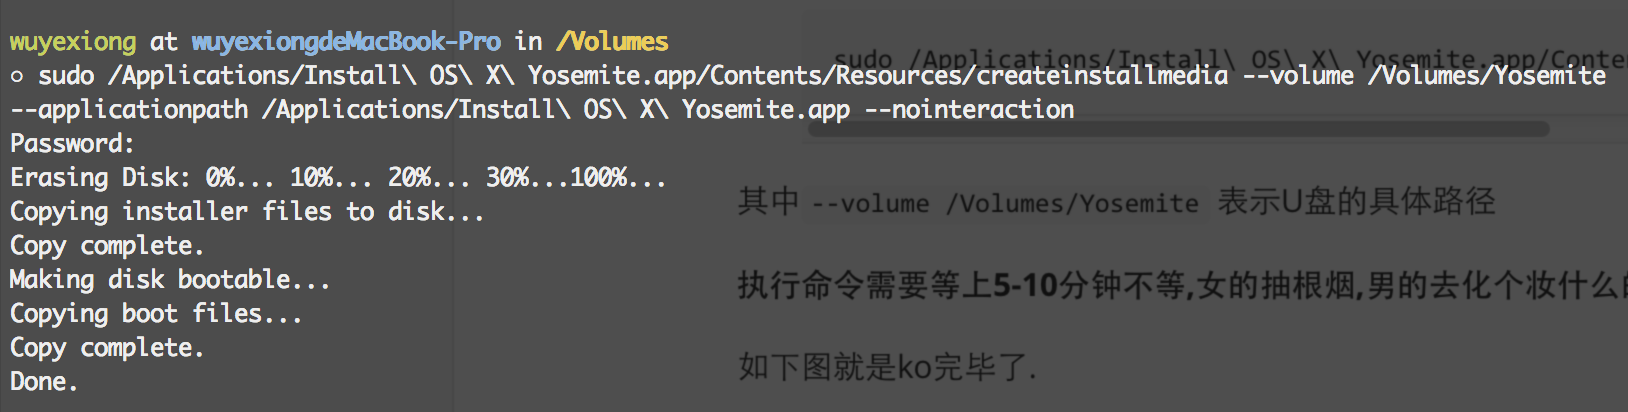 wuyexiong at wuyexiongdeMacBook-Pro in /Volumes
○ sudo /Applications/Install\ OS\ X\ Yosemite.app/Contents/Resources/createinstallmedia --volume /Volumes/Yosemite
--applicationpath /Applications/Install\ OS\ X\ Yosemite.app --nointeraction
Password:
Erasing Disk: 0%... 10%... 20%... 30%...100%...
Copying installer files to disk...
Copy complete.
Making disk bootable...
Copying boot files...
Copy complete.
Done.
sudo /Applications/Install\ OS\ X\ Yosemite.app/Conte
其中 --volume /Volumes/Yosemite 表示U盘的具体路径
执行命令需要等上5-10分钟不等,女的抽根烟,男的去化个妆什么
如下图就是ko完毕了.